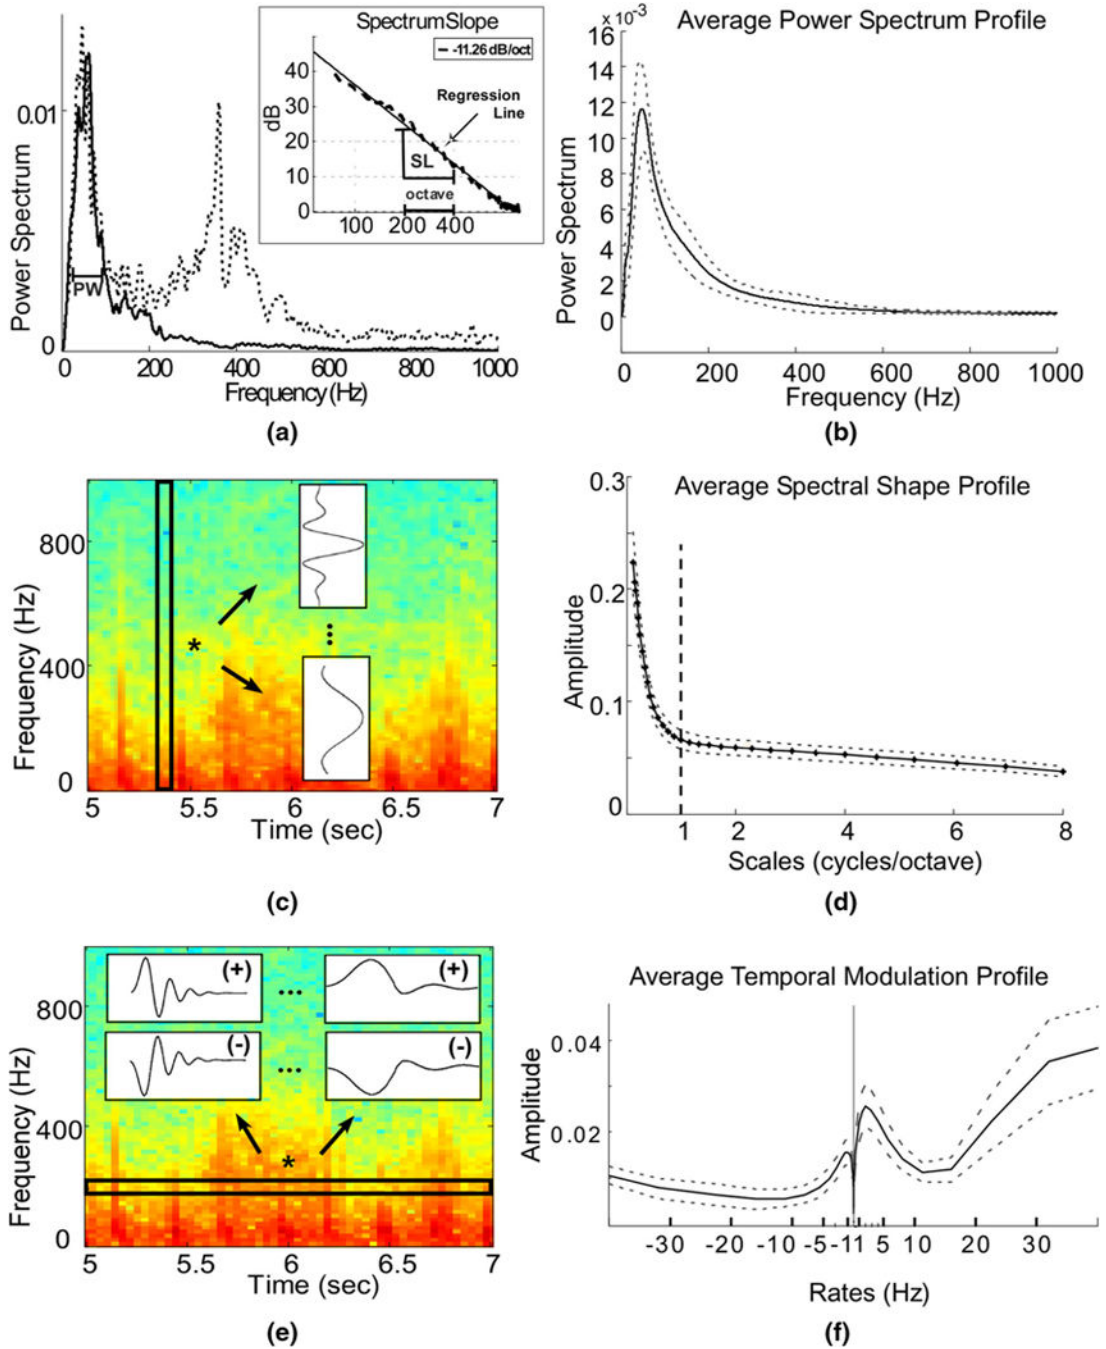 SpectrumSlope
-11.26 dB/oct
40
30
20
10
0
dB
Regression
Line
SL
octave
100
200
400
0.01
0
Power Spectrum
PW
0 200 400 600 800 1000
Frequency(Hz)
(a)
Average Power Spectrum Profile
16 ×10⁻³
14
12
10
8
6
4
2
0
Power Spectrum
0 200 400 600 800 1000
Frequency (Hz)
(b)
800
400
0
Frequency (Hz)
*
5 5.5 6 6.5 7
Time (sec)
(c)
Average Spectral Shape Profile
0.3
0.2
0.1
0
Amplitude
1 2 4 6 8
Scales (cycles/octave)
(d)
(+) ... (+)
(-) ... (-)
800
400
0
Frequency (Hz)
*
5 5.5 6 6.5 7
Time (sec)
(e)
Average Temporal Modulation Profile
0.04
0.02
Amplitude
-30 -20 -10 -5 -11 5 10 20 30
Rates (Hz)
(f)